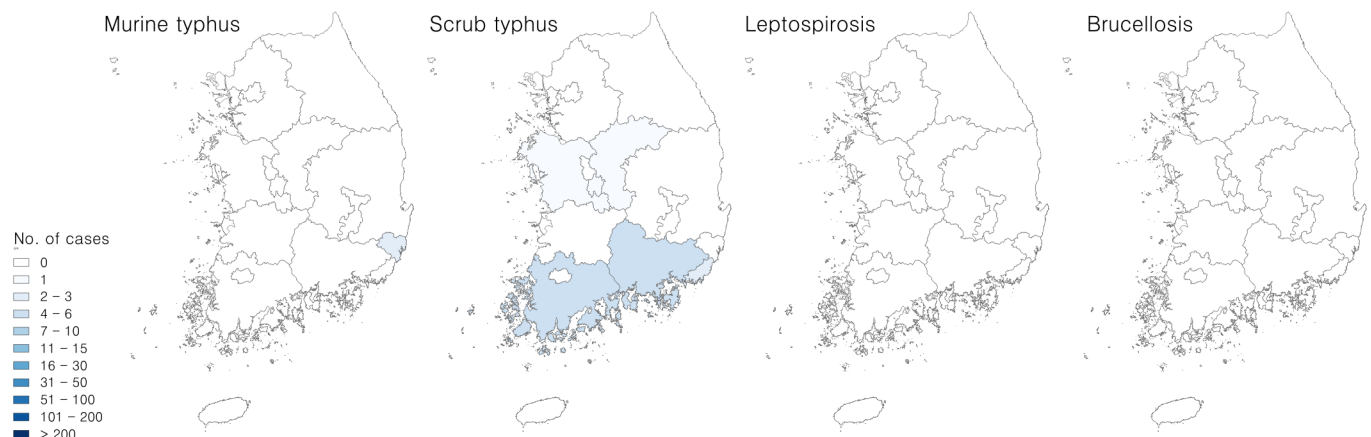 Murine typhus
Scrub typhus
Leptospirosis
Brucellosis
No. of cases
0
1
2 – 3
4 – 6
7 – 10
11 – 15
16 – 30
31 – 50
51 – 100
101 – 200
> 200